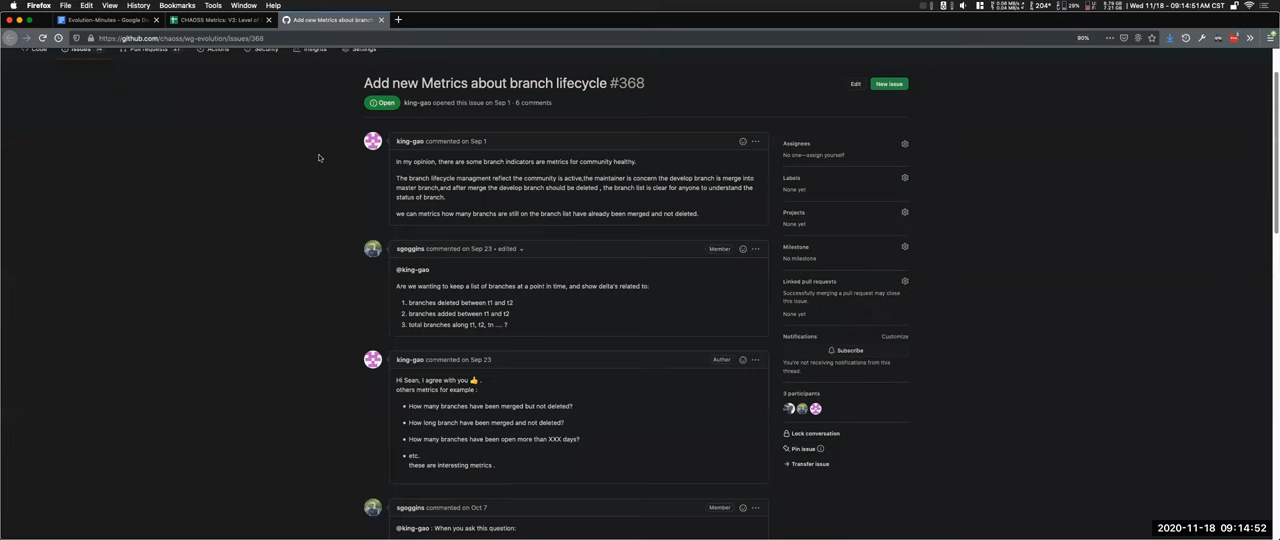 Firefox File Edit View History Bookmarks Tools Window Help
204° 29% Wed 11/18 - 09:14:51AM CST
Evolution-Minutes - Google Do
CHAOSS Metrics: V2: Level of
Add new Metrics about branch
https://github.com/chaoss/wg-evolution/issues/368
90%
Code Issues Pull requests Actions Security Insights Settings
Add new Metrics about branch lifecycle #368
Edit
New issue
Open
king-gao opened this issue on Sep 1 · 6 comments
king-gao commented on Sep 1
In my opinion, there are some branch indicators are metrics for community healthy.
The branch lifecycle managment reflect the community is active,the maintainer is concern the develop branch is merge into
master branch,and after merge the develop branch should be deleted , the branch list is clear for anyone to understand the
status of branch.
we can metrics how many branchs are still on the branch list have already been merged and not deleted.
sgoggins commented on Sep 23 • edited
Member
@king-gao
Are we wanting to keep a list of branches at a point in time, and show delta's related to:
1. branches deleted between t1 and t2
2. branches added between t1 and t2
3. total branches along t1, t2, tn .... ?
king-gao commented on Sep 23
Author
Hi Sean, I agree with you 👍 .
others metrics for example :
• How many branches have been merged but not deleted?
• How long branch have been merged and not deleted?
• How many branches have been open more than XXX days?
• etc.
these are interesting metrics .
sgoggins commented on Oct 7
Member
@king-gao : When you ask this question:
Assignees
No one—assign yourself
Labels
None yet
Projects
None yet
Milestone
No milestone
Linked pull requests
Successfully merging a pull request may close
this issue.
None yet
Notifications
Customize
Subscribe
You're not receiving notifications from this
thread.
3 participants
Lock conversation
Pin issue
Transfer issue
2020-11-18 09:14:52